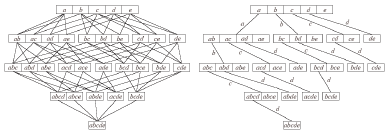 a b c d e a b c d e
a b c d
ab ac ad ae bc bd be cd ce de ab ac ad ae bc bd be cd ce de
b c d c d d
abc abd abe acd ace ade bcd bce bde cde abc abd abe acd ace ade bcd bce bde cde
c d d d
abcd abce abde acde bcde abcd abce abde acde bcde
d
abcde abcde